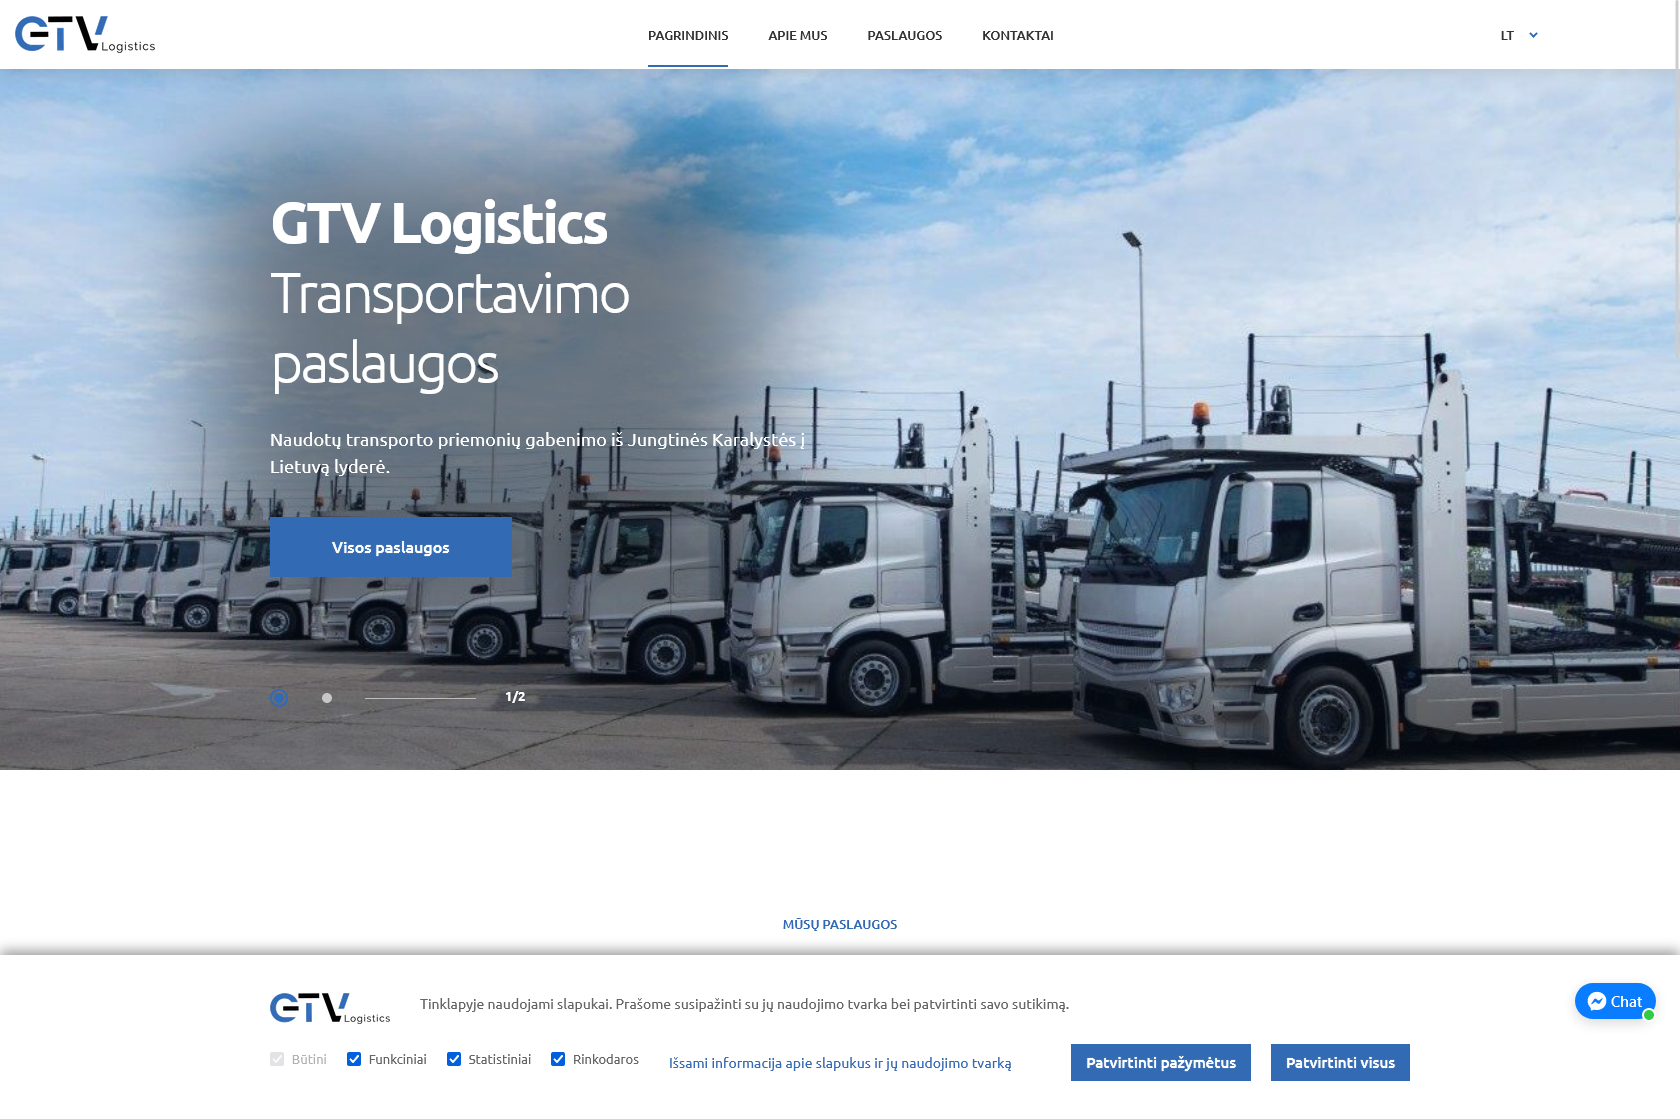 GTV Logistics
PAGRINDINIS
APIE MUS
PASLAUGOS
KONTAKTAI
LT
GTV Logistics
Transportavimo
paslaugos
Naudotų transporto priemonių gabenimo iš Jungtinės Karalystės į
Lietuvą lyderė.
Visos paslaugos
1/2
MŪSŲ PASLAUGOS
GTV Logistics
Tinklapyje naudojami slapukai. Prašome susipažinti su jų naudojimo tvarka bei patvirtinti savo sutikimą.
Būtini
Funkciniai
Statistiniai
Rinkodaros
Išsami informacija apie slapukus ir jų naudojimo tvarką
Patvirtinti pažymėtus
Patvirtinti visus
Chat